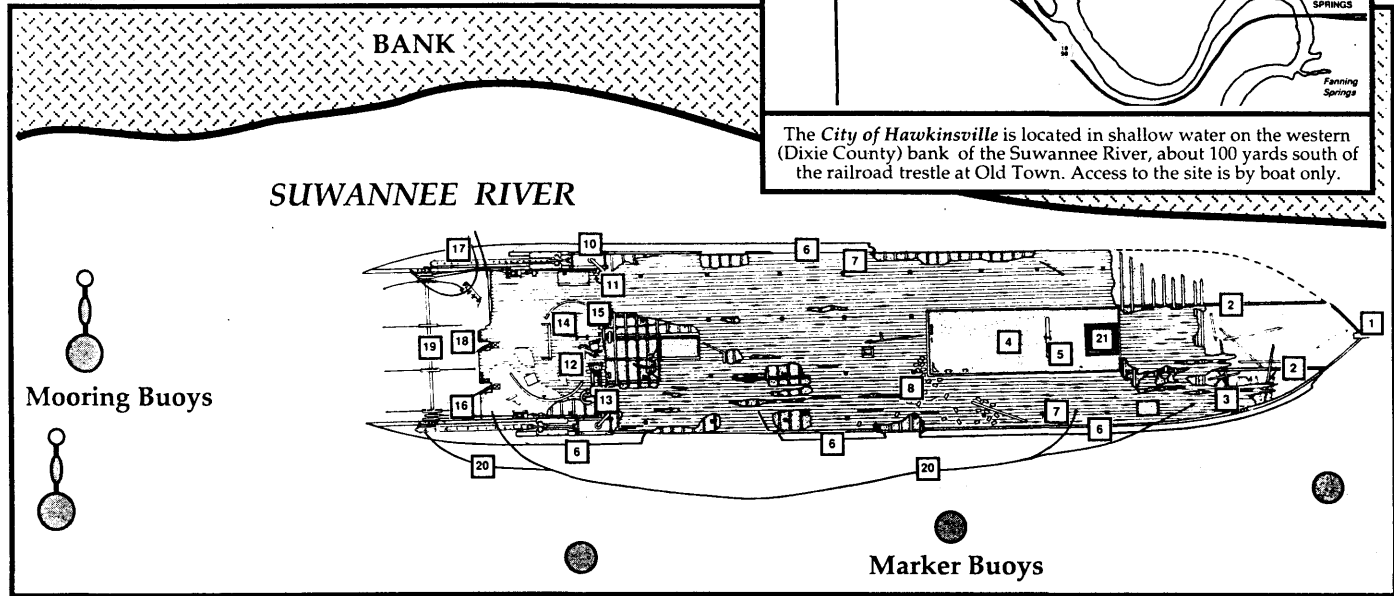 SPRINGS
BANK
Fanning
Springs
The City of Hawkinsville is located in shallow water on the western
(Dixie County) bank of the Suwannee River, about 100 yards south of
the railroad trestle at Old Town. Access to the site is by boat only.
SUWANNEE RIVER
17
10
6
7
11
2
1
15
14
4
5
21
18
19
12
2
16
13
8
7
3
6
6
6
20
20
Mooring Buoys
Marker Buoys